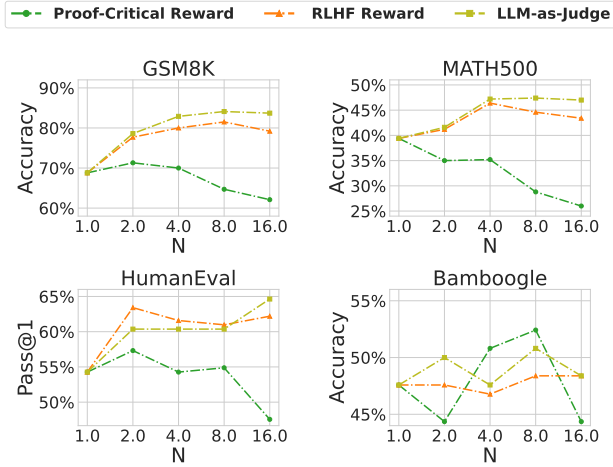 Proof-Critical Reward RLHF Reward LLM-as-Judge
GSM8K
90%
80%
70%
60%
Accuracy
1.0 2.0 4.0 8.0 16.0
N
MATH500
50%
45%
40%
35%
30%
25%
Accuracy
1.0 2.0 4.0 8.0 16.0
N
HumanEval
65%
60%
55%
50%
Pass@1
1.0 2.0 4.0 8.0 16.0
N
Bamboogle
55%
50%
45%
Accuracy
1.0 2.0 4.0 8.0 16.0
N